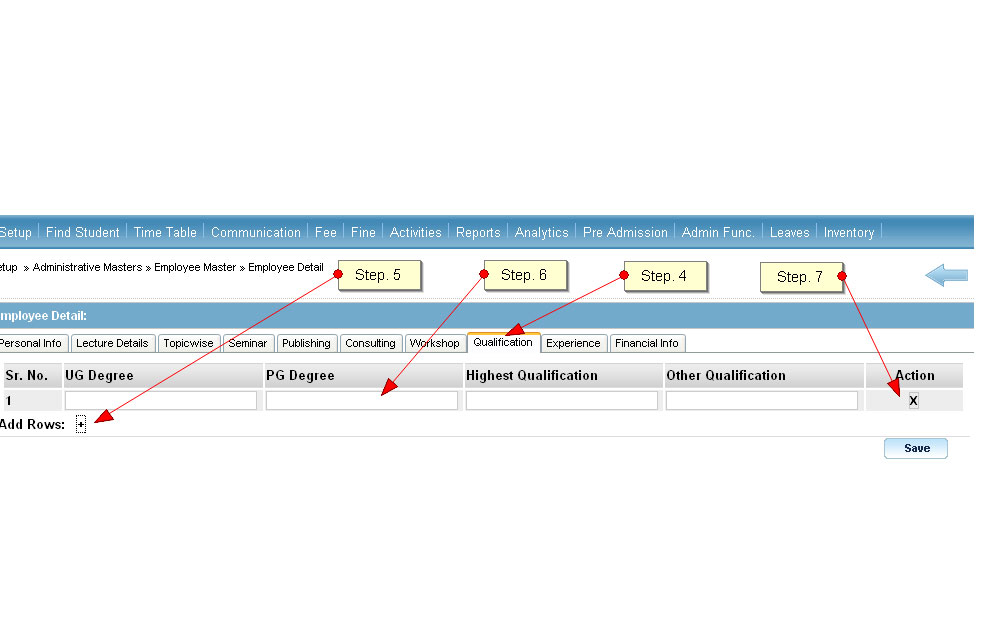 Setup Find Student Time Table Communication Fee Fine Activities Reports Analytics Pre Admission Admin Func. Leaves Inventory
etup » Administrative Masters » Employee Master » Employee Detail
Step. 5 Step. 6 Step. 4 Step. 7
mployee Detail:
Personal Info Lecture Details Topicwise Seminar Publishing Consulting Workshop Qualification Experience Financial Info
Sr. No. UG Degree PG Degree Highest Qualification Other Qualification Action
1 X
Add Rows: +
Save